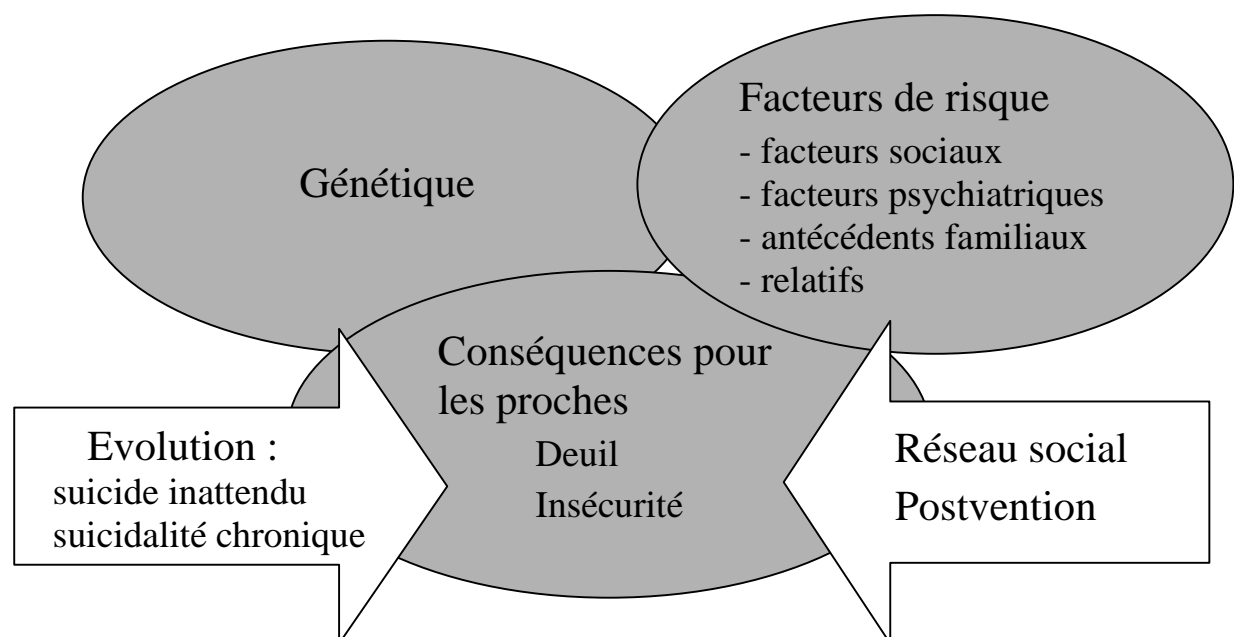 Génétique
Facteurs de risque
- facteurs sociaux
- facteurs psychiatriques
- antécédents familiaux
- relatifs
Conséquences pour
les proches
Deuil
Insécurité
Evolution :
suicide inattendu
suicidalité chronique
Réseau social
Postvention